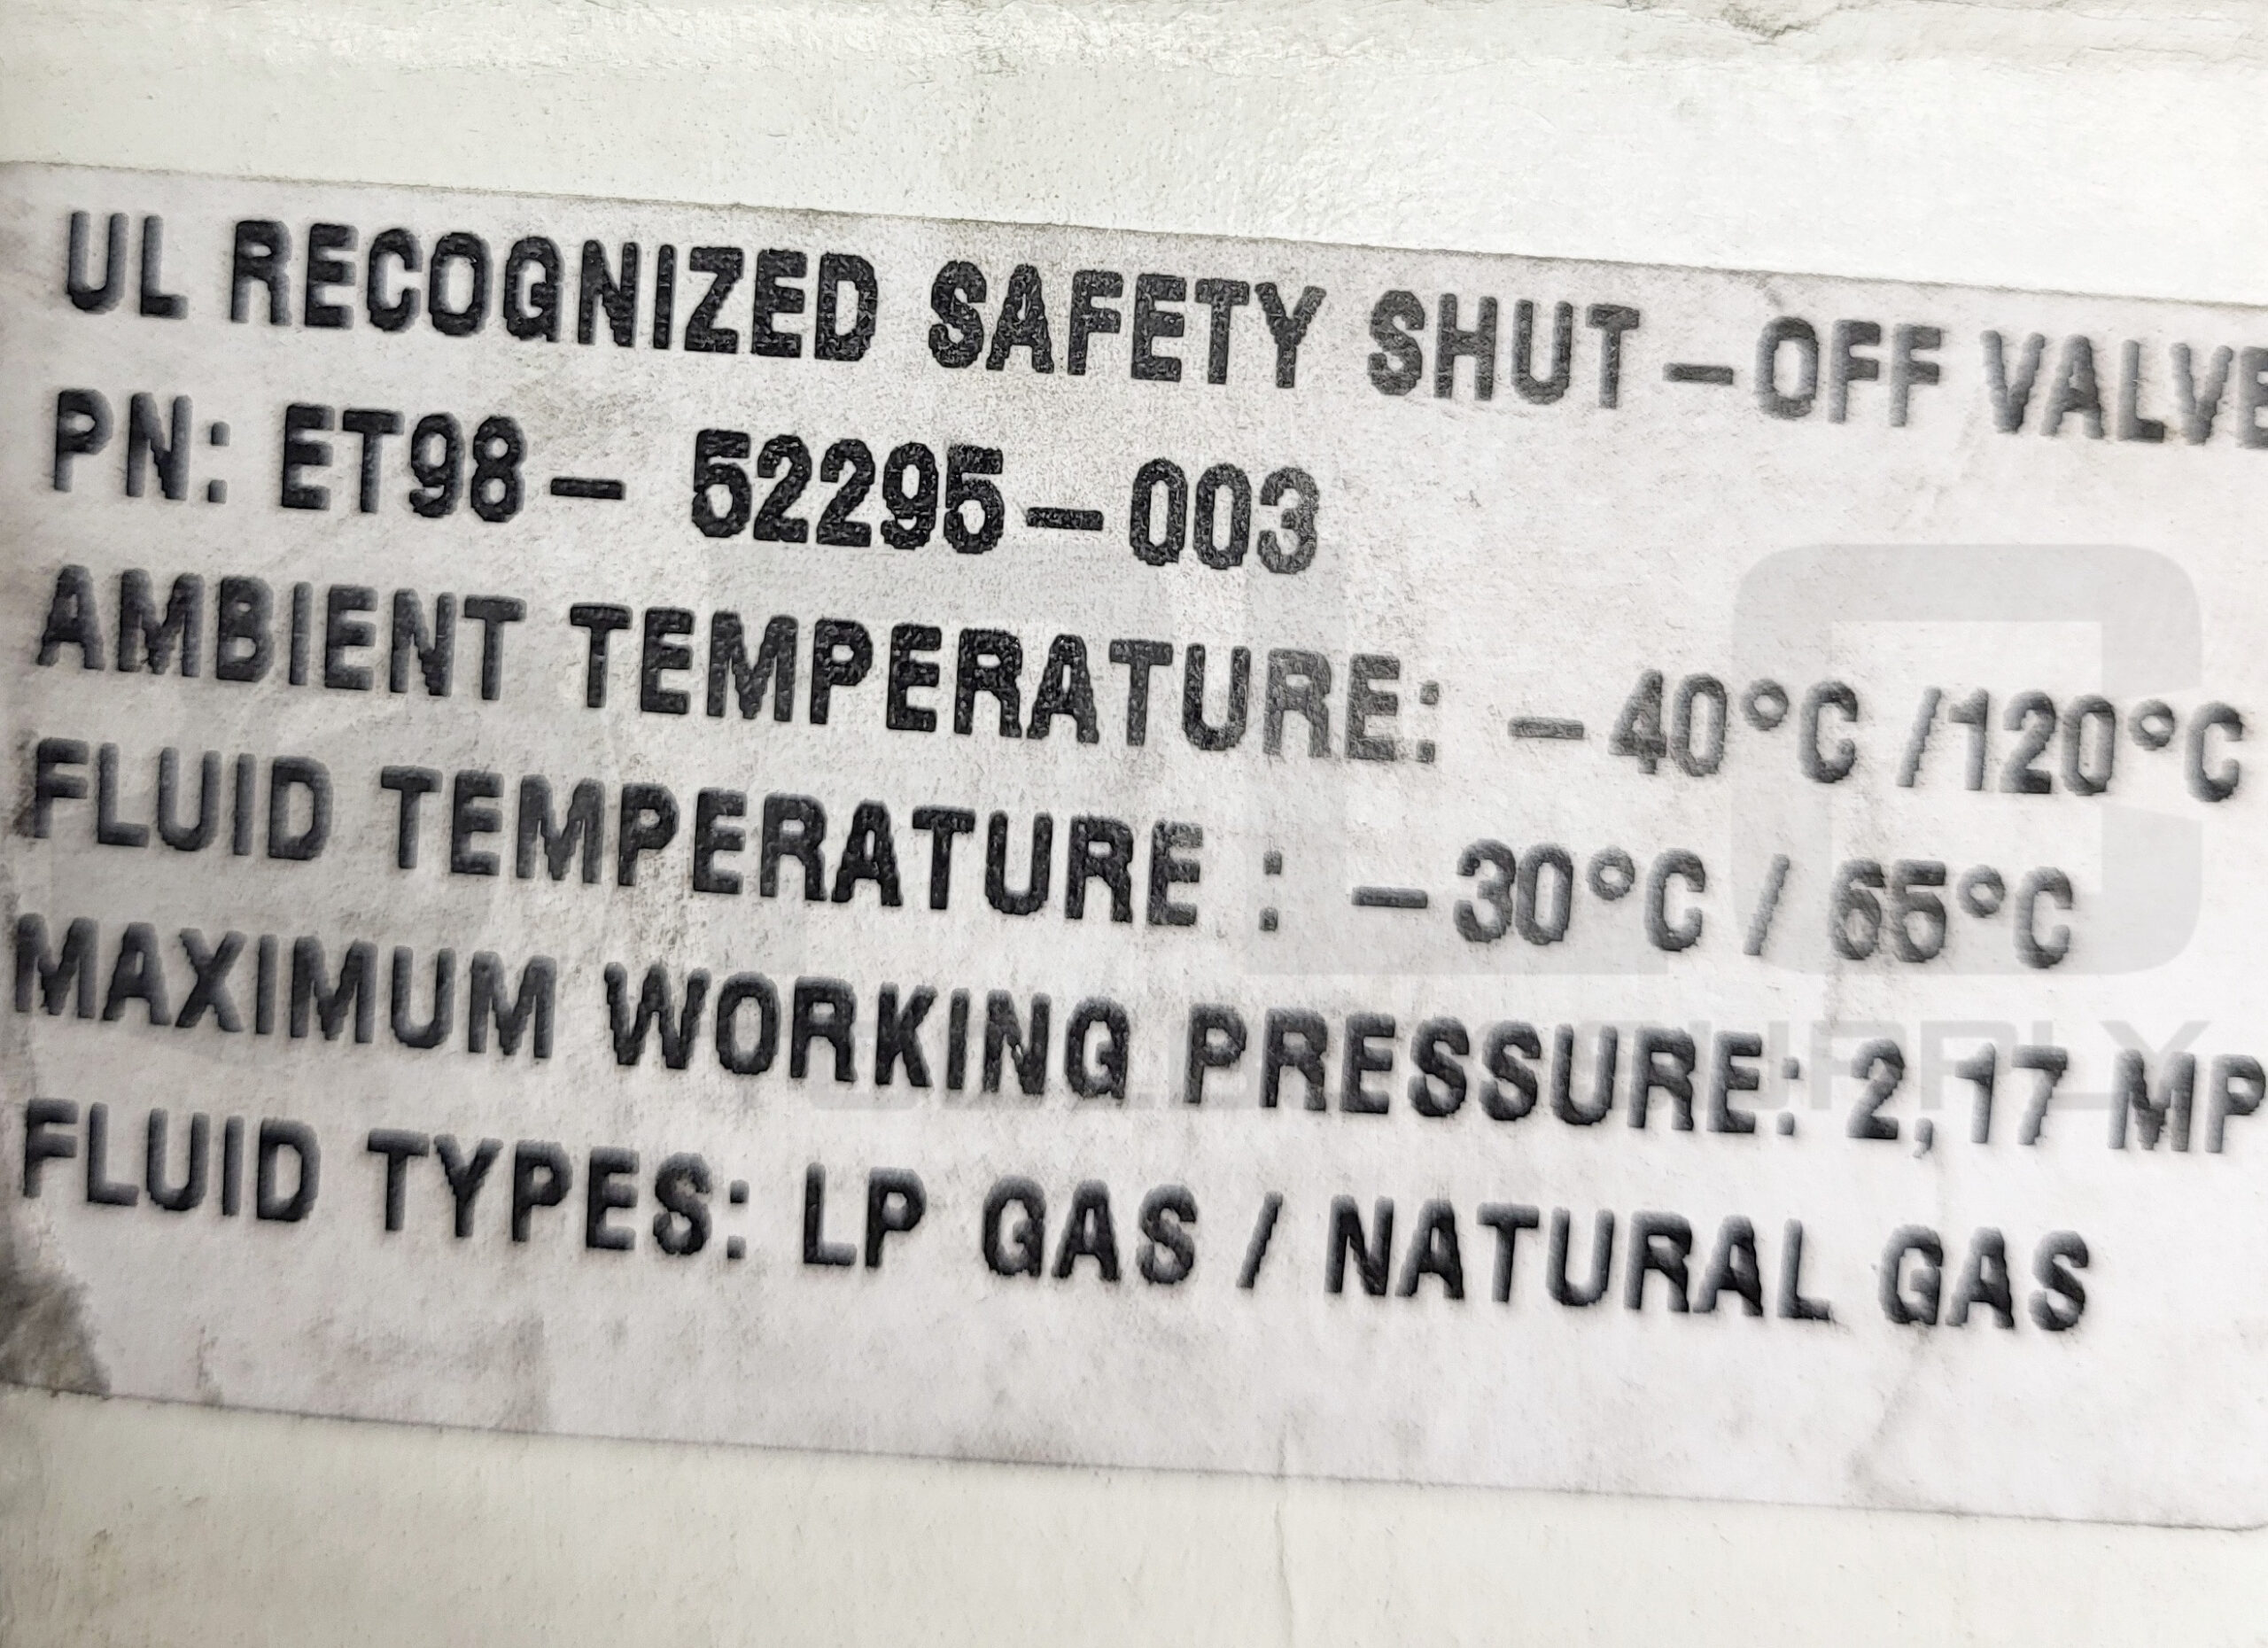 UL RECOGNIZED SAFETY SHUT-OFF VALVE
PN: ET98- 52295-003
AMBIENT TEMPERATURE: -40°C /120°C
FLUID TEMPERATURE : -30°C / 65°C
MAXIMUM WORKING PRESSURE: 2,17 MP
FLUID TYPES: LP GAS / NATURAL GAS